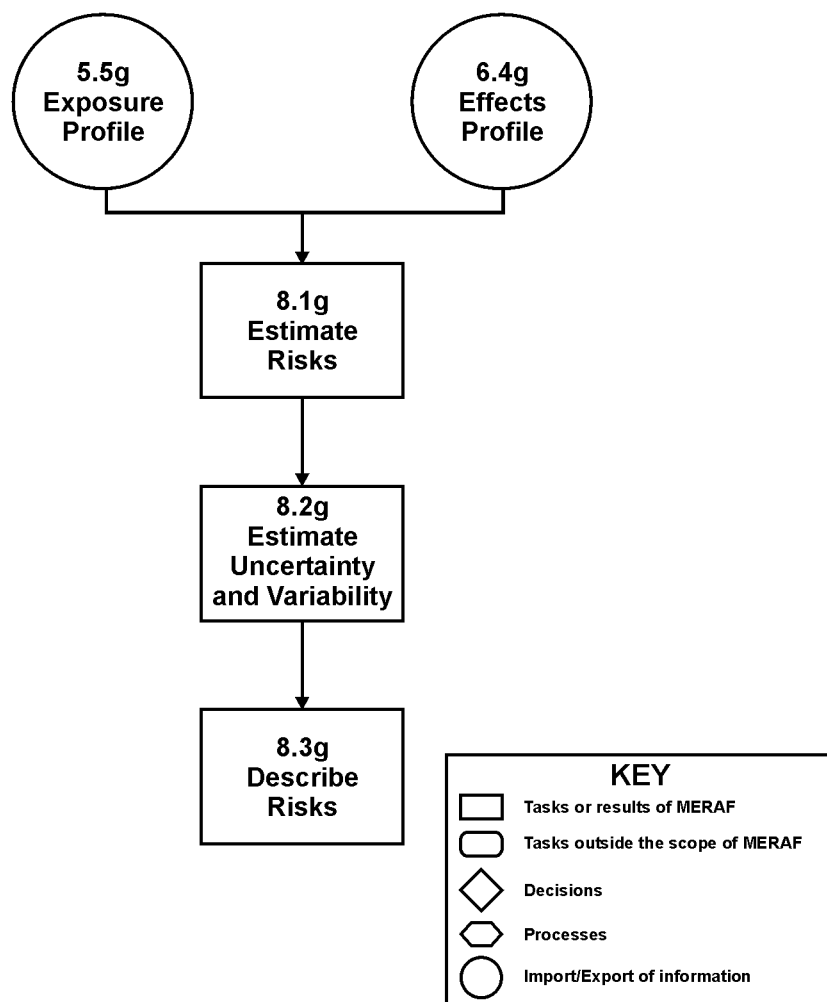 5.5g
Exposure
Profile
6.4g
Effects
Profile
8.1g
Estimate
Risks
8.2g
Estimate
Uncertainty
and Variability
8.3g
Describe
Risks
KEY
Tasks or results of MERAF
Tasks outside the scope of MERAF
Decisions
Processes
Import/Export of information